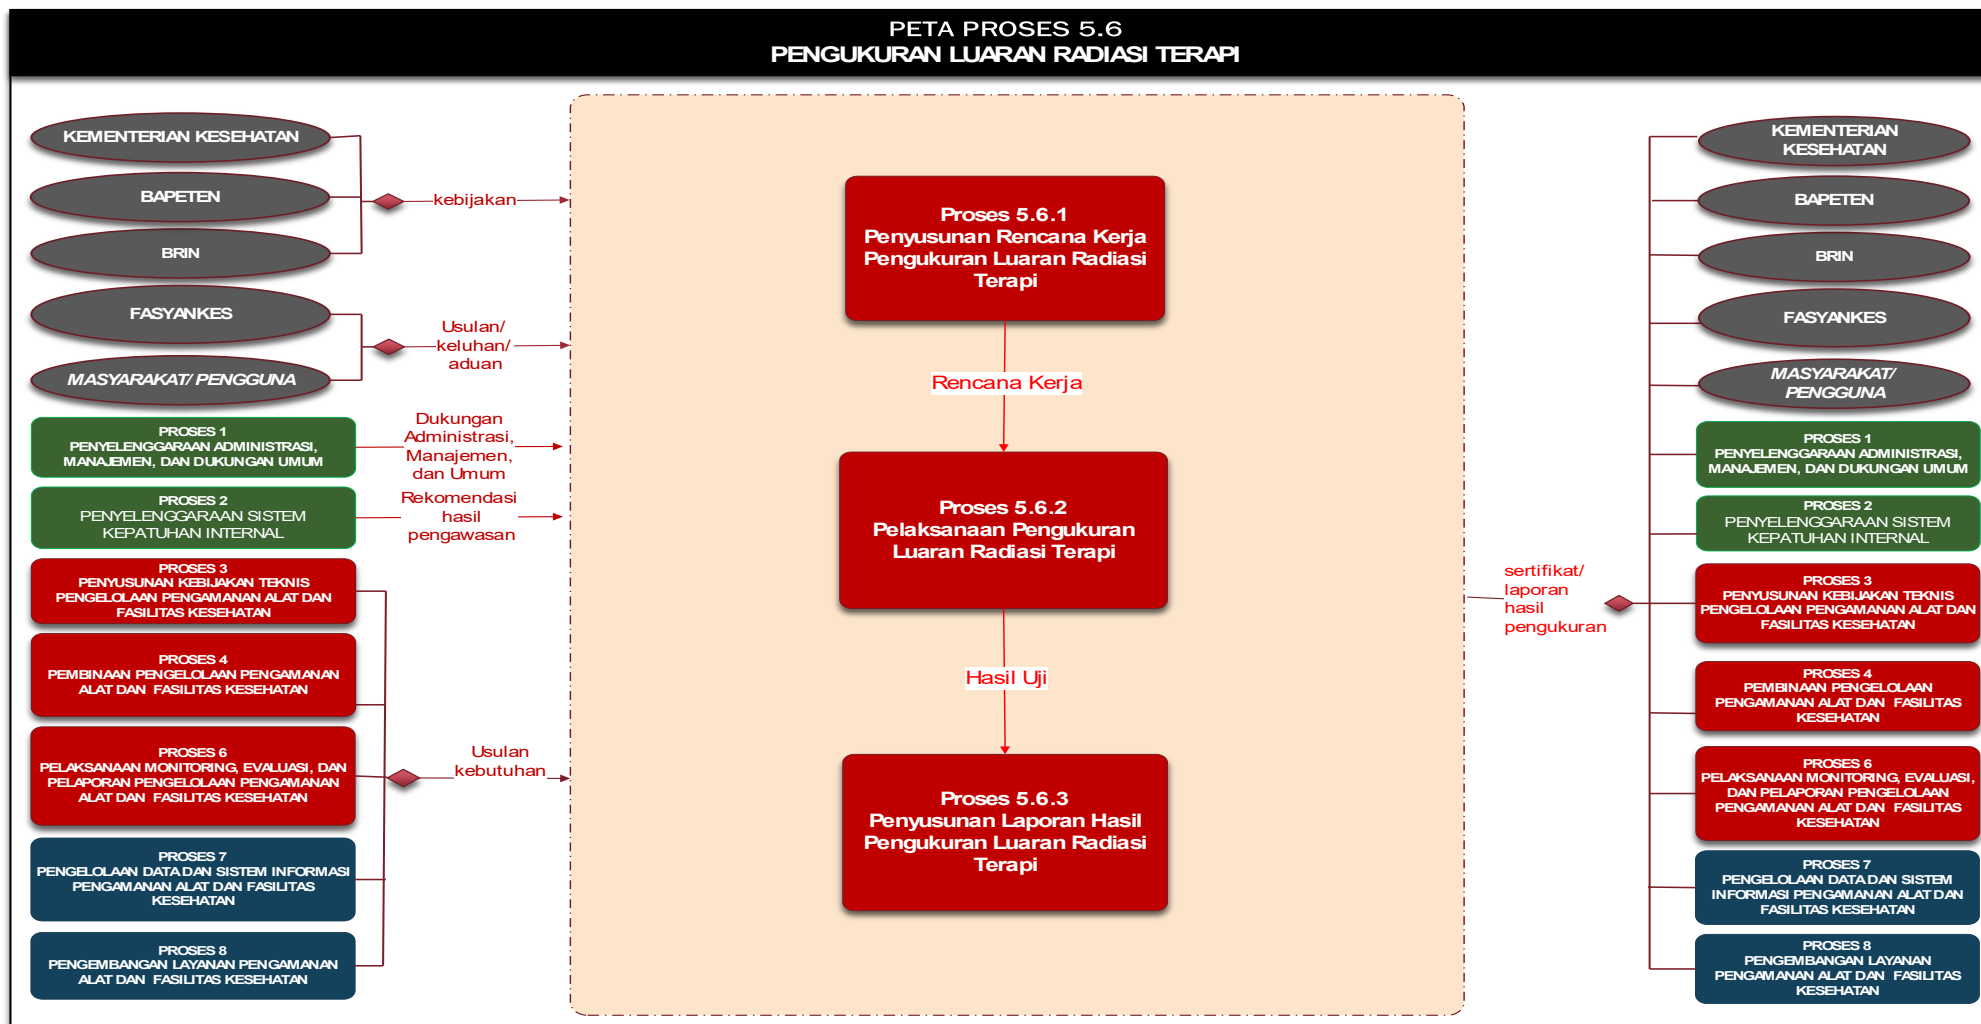 PETA PROSES 5.6
PENGUKURAN LUARAN RADIASI TERAPI
KEMENTERIAN KESEHATAN
BAPETEN
BRIN
kebijakan
FASYANKES
MASYARAKAT/ PENGGUNA
Usulan/
keluhan/
aduan
PROSES 1
PENYELENGGARAAN ADMINISTRASI,
MANAJEMEN, DAN DUKUNGAN UMUM
Dukungan
Administrasi,
Manajemen,
dan Umum
PROSES 2
PENYELENGGARAAN SISTEM
KEPATUHAN INTERNAL
Rekomendasi
hasil
pengawasan
PROSES 3
PENYUSUNAN KEBIJAKAN TEKNIS
PENGELOLAAN PENGAMANAN ALAT DAN
FASILITAS KESEHATAN
PROSES 4
PEMBINAAN PENGELOLAAN PENGAMANAN
ALAT DAN FASILITAS KESEHATAN
PROSES 6
PELAKSANAAN MONITORING, EVALUASI, DAN
PELAPORAN PENGELOLAAN PENGAMANAN
ALAT DAN FASILITAS KESEHATAN
Usulan
kebutuhan
PROSES 7
PENGELOLAAN DATA DAN SISTEM INFORMASI
PENGAMANAN ALAT DAN FASILITAS
KESEHATAN
PROSES 8
PENGEMBANGAN LAYANAN PENGAMANAN
ALAT DAN FASILITAS KESEHATAN
Proses 5.6.1
Penyusunan Rencana Kerja
Pengukuran Luaran Radiasi
Terapi
Rencana Kerja
Proses 5.6.2
Pelaksanaan Pengukuran
Luaran Radiasi Terapi
Hasil Uji
Proses 5.6.3
Penyusunan Laporan Hasil
Pengukuran Luaran Radiasi
Terapi
sertifikat/
laporan
hasil
pengukuran
KEMENTERIAN
KESEHATAN
BAPETEN
BRIN
FASYANKES
MASYARAKAT/
PENGGUNA
PROSES 1
PENYELENGGARAAN ADMINISTRASI,
MANAJEMEN, DAN DUKUNGAN UMUM
PROSES 2
PENYELENGGARAAN SISTEM
KEPATUHAN INTERNAL
PROSES 3
PENYUSUNAN KEBIJAKAN TEKNIS
PENGELOLAAN PENGAMANAN ALAT DAN
FASILITAS KESEHATAN
PROSES 4
PEMBINAAN PENGELOLAAN
PENGAMANAN ALAT DAN FASILITAS
KESEHATAN
PROSES 6
PELAKSANAAN MONITORING, EVALUASI,
DAN PELAPORAN PENGELOLAAN
PENGAMANAN ALAT DAN FASILITAS
KESEHATAN
PROSES 7
PENGELOLAAN DATA DAN SISTEM
INFORMASI PENGAMANAN ALAT DAN
FASILITAS KESEHATAN
PROSES 8
PENGEMBANGAN LAYANAN
PENGAMANAN ALAT DAN FASILITAS
KESEHATAN